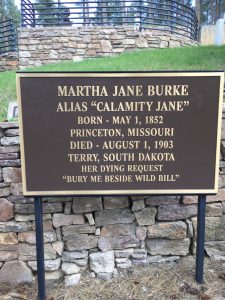 MARTHA JANE BURKE
ALIAS "CALAMITY JANE"
BORN - MAY 1, 1852
PRINCETON, MISSOURI
DIED - AUGUST 1, 1903
TERRY, SOUTH DAKOTA
HER DYING REQUEST
"BURY ME BESIDE WILD BILL"